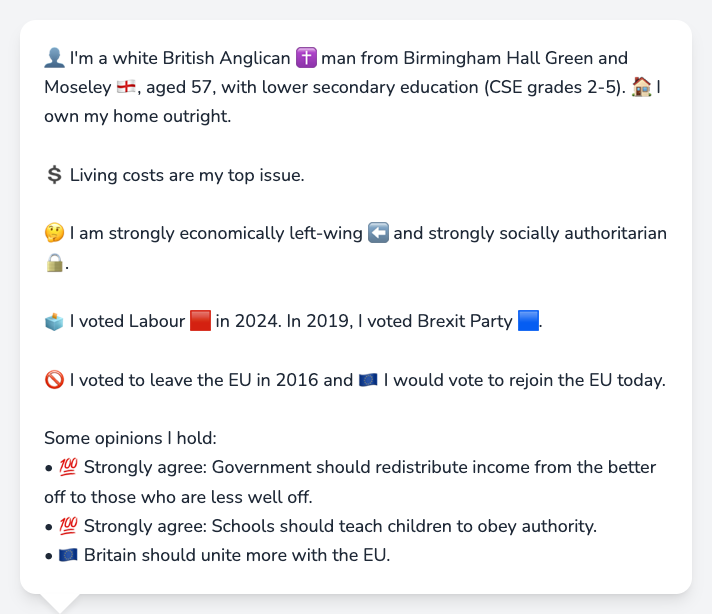 👤 I'm a white British Anglican ✝️ man from Birmingham Hall Green and
Moseley 🏴󠁧󠁢󠁥󠁮󠁧󠁿, aged 57, with lower secondary education (CSE grades 2-5). 🏠 I
own my home outright.
💲 Living costs are my top issue.
🤔 I am strongly economically left-wing ⬅️ and strongly socially authoritarian
🔒.
🗳️ I voted Labour 🟥 in 2024. In 2019, I voted Brexit Party 🟦.
🚫 I voted to leave the EU in 2016 and 🇪🇺 I would vote to rejoin the EU today.
Some opinions I hold:
• 💯 Strongly agree: Government should redistribute income from the better
off to those who are less well off.
• 💯 Strongly agree: Schools should teach children to obey authority.
• 🇪🇺 Britain should unite more with the EU.